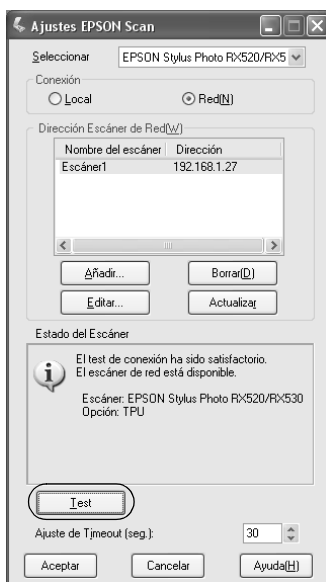 Ajustes EPSON Scan
Seleccionar EPSON Stylus Photo RX520/RX5
Conexión
Local Red(N)
Dirección Escáner de Red(W)
Nombre del escáner Dirección
Escáner1 192.168.1.27
Añadir... Borrar(D)
Editar... Actualizar
Estado del Escáner
El test de conexión ha sido satisfactorio.
El escáner de red está disponible.
Escáner: EPSON Stylus Photo RX520/RX530
Opción: TPU
Test
Ajuste de Timeout (seg.): 30
Aceptar Cancelar Ayuda(H)